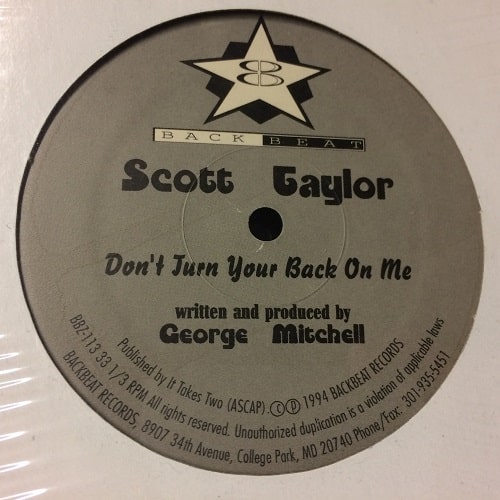 8
BACK BEAT
Scott Taylor
Don't Turn Your Back On Me
written and produced by
George Mitchell
Published by It Takes Two (ASCAP) ©℗ 1994 BACKBEAT RECORDS
BBZ-113 33 1/3 RPM All rights reserved. Unauthorized duplication is a violation of applicable laws
BACKBEAT RECORDS, 8907 34th Avenue, College Park, MD 20740 Phone/Fax: 301-935-5451